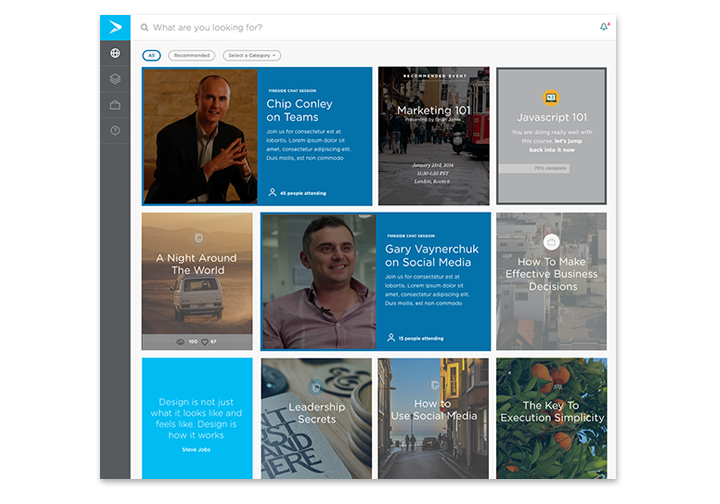 What are you looking for?
All
Recommended
Select a Category
FIRESIDE CHAT SESSION
Chip Conley
on Teams
Join us for consectetur est at
lobortis. Lorem ipsum dolor sit
amet, consectetur adipiscing elit.
Duis mollis, est non commodo
45 people attending
RECOMMENDED EVENT
Marketing 101
Presented by Brian Jones
January 23rd, 2016
11:30-1:30 PST
London, Room 6
Javascript 101
You are doing really well with
this course, let's jump
back into it now
70% complete
A Night Around
The World
100
67
FIRESIDE CHAT SESSION
Gary Vaynerchuk
on Social Media
Join us for consectetur est at
lobortis. Lorem ipsum dolor sit
amet, consectetur adipiscing elit.
Duis mollis, est non commodo
15 people attending
How To Make
Effective Business
Decisions
Design is not just
what it looks like and
feels like. Design is
how it works
Steve Jobs
Leadership
Secrets
How to
Use Social Media
The Key To
Execution Simplicity